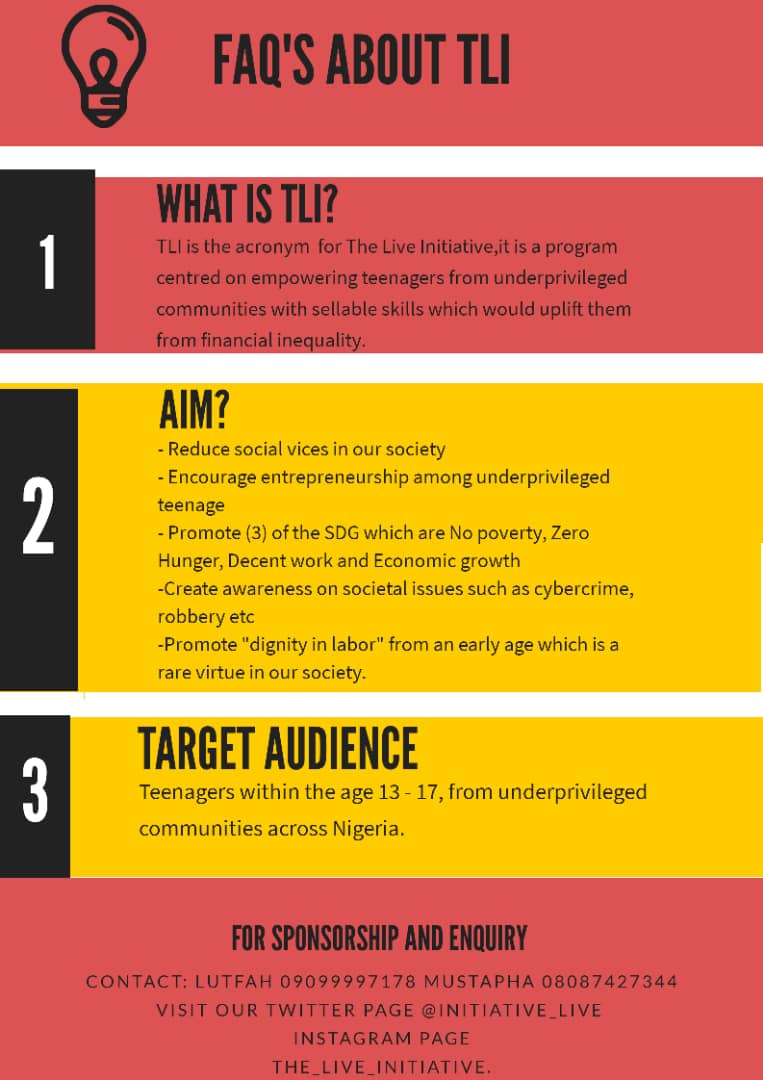 FAQ'S ABOUT TLI
1
WHAT IS TLI?
TLI is the acronym for The Live Initiative,it is a program
centred on empowering teenagers from underprivileged
communities with sellable skills which would uplift them
from financial inequality.
2
AIM?
- Reduce social vices in our society
- Encourage entrepreneurship among underprivileged
teenage
- Promote (3) of the SDG which are No poverty, Zero
Hunger, Decent work and Economic growth
-Create awareness on societal issues such as cybercrime,
robbery etc
-Promote "dignity in labor" from an early age which is a
rare virtue in our society.
3
TARGET AUDIENCE
Teenagers within the age 13 - 17, from underprivileged
communities across Nigeria.
FOR SPONSORSHIP AND ENQUIRY
CONTACT: LUTFAH 09099997178 MUSTAPHA 08087427344
VISIT OUR TWITTER PAGE @INITIATIVE_LIVE
INSTAGRAM PAGE
THE_LIVE_INITIATIVE.